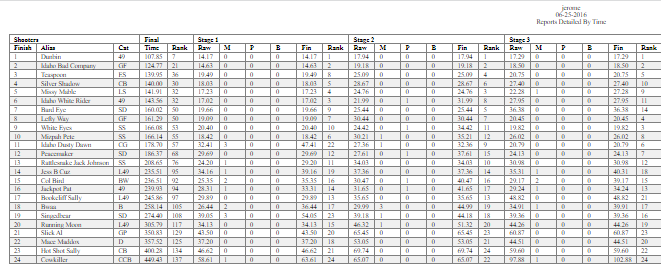 jerome
06-25-2016
Reports Detailed By Time
Shooters Final Stage 1 Stage 2 Stage 3
Finish Alias Cat Time Rank Raw M P B Fin Rank Raw M P B Fin Rank Raw M P B Fin Rank
1 Dustbin 49 107.85 7 14.17 0 0 0 14.17 1 17.94 0 0 0 17.94 1 17.29 0 0 0 17.29 1
2 Idaho Bad Company GF 124.77 21 14.63 0 0 0 14.63 2 19.18 0 0 0 19.18 2 18.50 0 0 0 18.50 2
3 Teaspoon ES 139.95 36 19.49 0 0 0 19.49 8 25.09 0 0 0 25.09 4 20.75 0 0 0 20.75 5
4 Silver Shadow CB 140.00 30 18.03 0 0 0 18.03 5 28.67 0 0 0 28.67 6 27.40 0 0 0 27.40 10
5 Missy Mable LS 141.91 32 17.23 0 0 0 17.23 4 24.76 0 0 0 24.76 3 22.28 1 0 0 27.28 9
6 Idaho White Rider 49 143.56 32 17.02 0 0 0 17.02 3 21.99 1 0 0 31.99 8 27.95 0 0 0 27.95 11
7 Bard Eye SD 160.02 50 19.66 0 0 0 19.66 9 25.44 0 0 0 25.44 5 36.38 0 0 0 36.38 14
8 Lefty Way GF 161.29 50 19.09 0 0 0 19.09 7 30.44 0 0 0 30.44 7 20.45 0 0 0 20.45 4
9 White Eyes SS 166.08 55 20.40 0 0 0 20.40 10 24.42 0 1 0 34.42 11 19.82 0 0 0 19.82 3
10 Mizpah Pete SS 166.14 55 18.42 0 0 0 18.42 6 30.21 1 0 0 35.21 12 26.02 0 0 0 26.02 8
11 Idaho Dusty Dawn CG 178.70 57 32.41 3 0 0 47.41 22 27.36 1 0 0 32.36 9 20.79 0 0 0 20.79 6
12 Peacemaker SD 186.37 68 29.69 0 0 0 29.69 12 27.61 0 1 0 37.61 15 24.13 0 0 0 24.13 7
13 Rattlesnake Jack Johnson SS 208.65 76 24.20 1 0 0 29.20 11 34.03 0 0 0 34.03 10 30.98 0 0 0 30.98 12
14 Jess B Cuz L49 235.51 95 34.16 1 0 0 39.16 19 37.36 0 0 0 37.36 14 35.31 1 0 0 40.31 18
15 Col Bird BW 236.51 92 25.35 2 0 0 35.35 16 30.47 0 1 0 40.47 16 29.17 2 0 0 39.17 15
16 Jackpot Pat 49 239.93 94 28.31 1 0 0 33.31 14 31.65 0 1 0 41.65 17 29.24 1 0 0 34.24 13
17 Bookcliff Sally L49 245.86 97 29.89 0 0 0 29.89 13 35.65 0 0 0 35.65 13 48.82 0 0 0 48.82 21
18 B 258.14 105 26.44 2 0 0 36.44 17 29.99 3 0 0 44.99 19 34.91 1 0 0 39.91 17
19 SD 274.40 108 39.05 3 0 0 54.05 23 39.18 1 0 0 44.18 18 39.36 0 0 0 39.36 16
20 Running Moon L49 305.79 117 34.13 0 0 0 34.13 15 46.32 1 0 0 51.32 20 44.26 0 0 0 44.26 19
21 Slick Al GP 350.83 129 43.50 0 0 0 43.50 20 65.45 0 0 0 65.45 23 60.87 0 0 0 60.87 23
22 Muce Maddox D 357.52 125 37.20 0 0 0 37.20 18 53.05 0 0 0 53.05 21 44.51 0 0 0 44.51 20
23 Hot Shot Sally CB 400.28 134 46.62 0 0 0 46.62 21 69.74 0 0 0 69.74 24 59.60 0 0 0 59.60 22
24 Cowkiller CCB 449.43 137 58.61 1 0 0 63.61 24 65.07 0 0 0 65.07 22 97.88 1 0 0 102.88 24